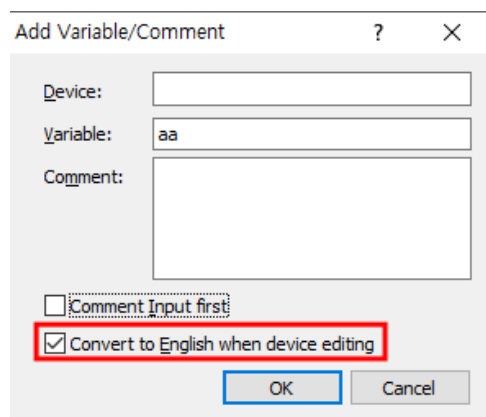 Add Variable/Comment ? ×
Device:
Variable: aa
Comment:
Comment Input first
Convert to English when device editing
OK Cancel